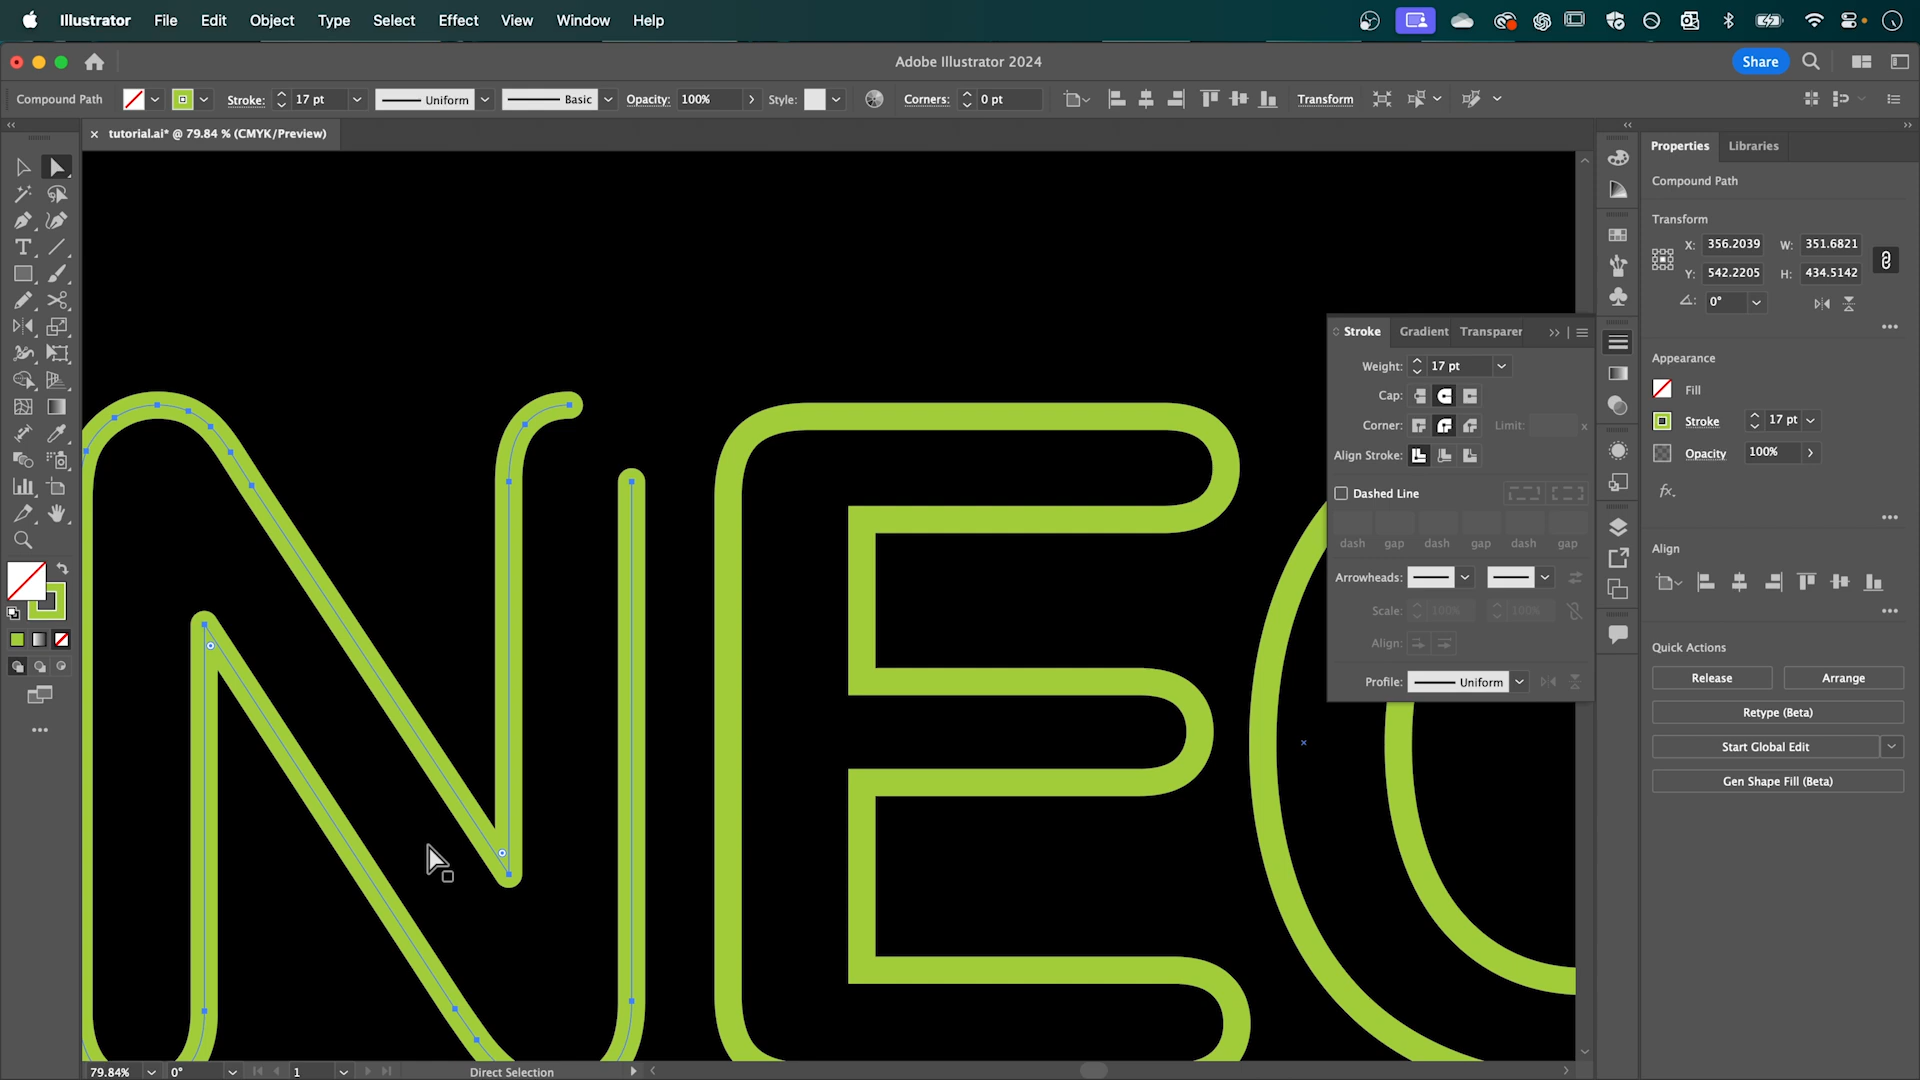 Illustrator File Edit Object Type Select Effect View Window Help
Adobe Illustrator 2024
Share
Compound Path
Stroke: 17 pt
Uniform
Basic
Opacity: 100%
Style:
Corners: 0 pt
Transform
tutorial.ai* @ 79.84 % (CMYK/Preview)
Properties Libraries
Compound Path
Transform
X: 356.2039 W: 351.6821
Y: 542.2205 H: 434.5142
0°
Appearance
Fill
Stroke 17 pt
Opacity 100%
fx.
Align
Quick Actions
Release Arrange
Retype (Beta)
Start Global Edit
Gen Shape Fill (Beta)
Stroke Gradient Transparer
Weight: 17 pt
Cap:
Corner: Limit: x
Align Stroke:
Dashed Line
dash gap dash gap dash gap
Arrowheads:
Scale: 100% 100%
Align:
Profile: Uniform
NEO
79.84% 0° 1 Direct Selection